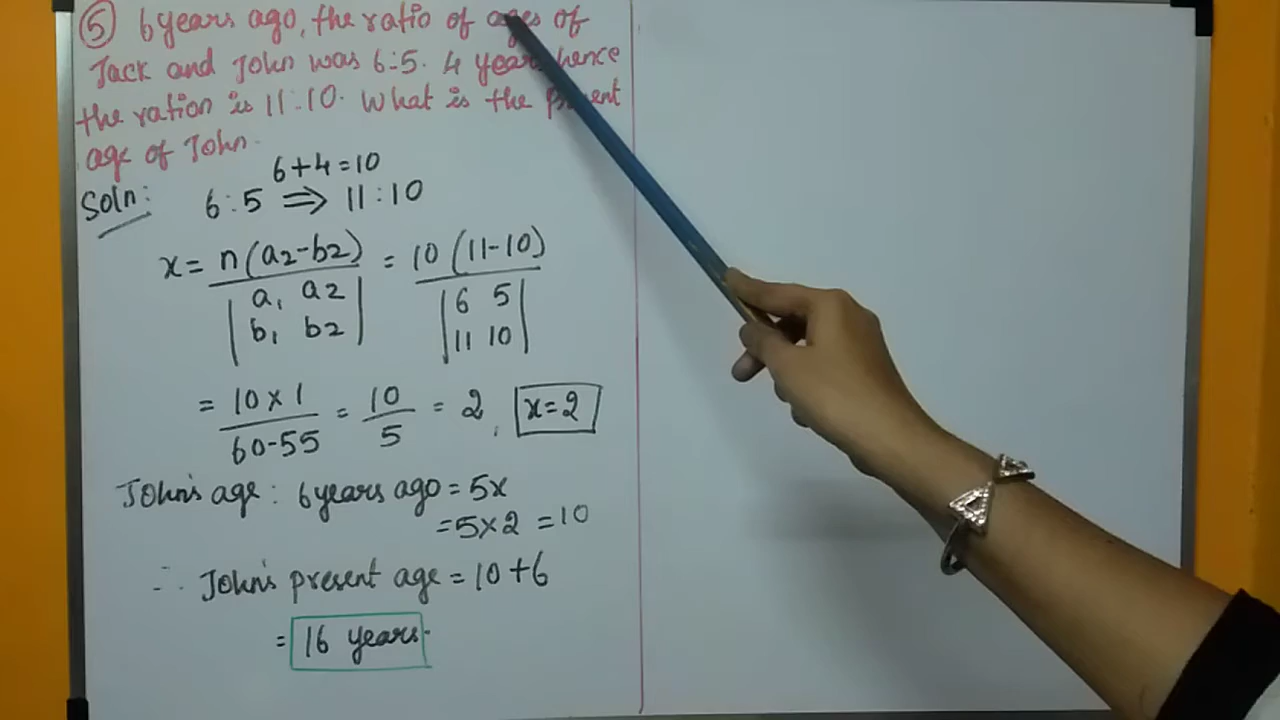 ⑤ 6 years ago, the ratio of ages of
Jack and John was 6:5. 4 years hence
the ration is 11:10. What is the present
age of John.
Soln: 6+4=10
6:5 ⇒ 11:10
x = n(a2-b2) / |a1 a2 b1 b2| = 10(11-10) / |6 5 11 10|
= 10×1 / 60-55 = 10/5 = 2, x=2
John's age: 6 years ago = 5x
= 5×2 = 10
∴ John's present age = 10+6
= 16 years.